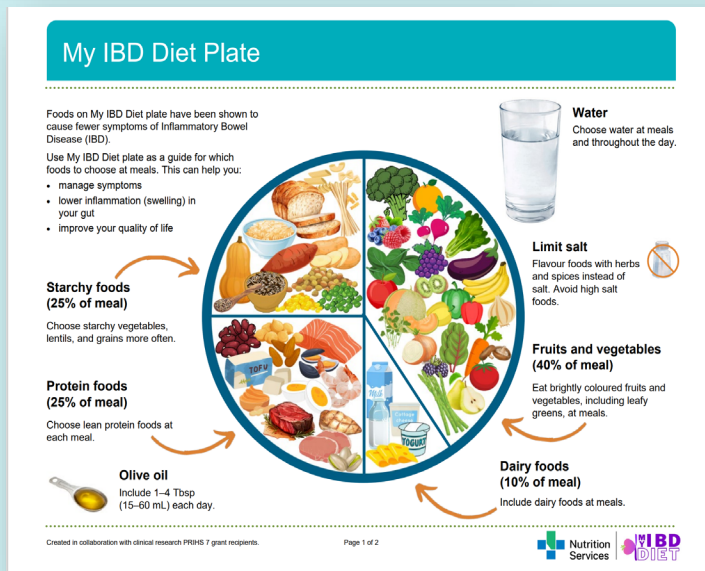 My IBD Diet Plate
Foods on My IBD Diet plate have been shown to
cause fewer symptoms of Inflammatory Bowel
Disease (IBD).
Use My IBD Diet plate as a guide for which
foods to choose at meals. This can help you:
• manage symptoms
• lower inflammation (swelling) in
your gut
• improve your quality of life
Water
Choose water at meals
and throughout the day.
Limit salt
Flavour foods with herbs
and spices instead of
salt. Avoid high salt
foods.
Starchy foods
(25% of meal)
Choose starchy vegetables,
lentils, and grains more often.
Fruits and vegetables
(40% of meal)
Eat brightly coloured fruits and
vegetables, including leafy
greens, at meals.
Protein foods
(25% of meal)
Choose lean protein foods at
each meal.
TOFU
Milk
Cottage
cheese
YOGURT
Olive oil
Include 1–4 Tbsp
(15–60 mL) each day.
Dairy foods
(10% of meal)
Include dairy foods at meals.
Created in collaboration with clinical research PRIHS 7 grant recipients.
Page 1 of 2
Nutrition
Services
MY IBD
DIET